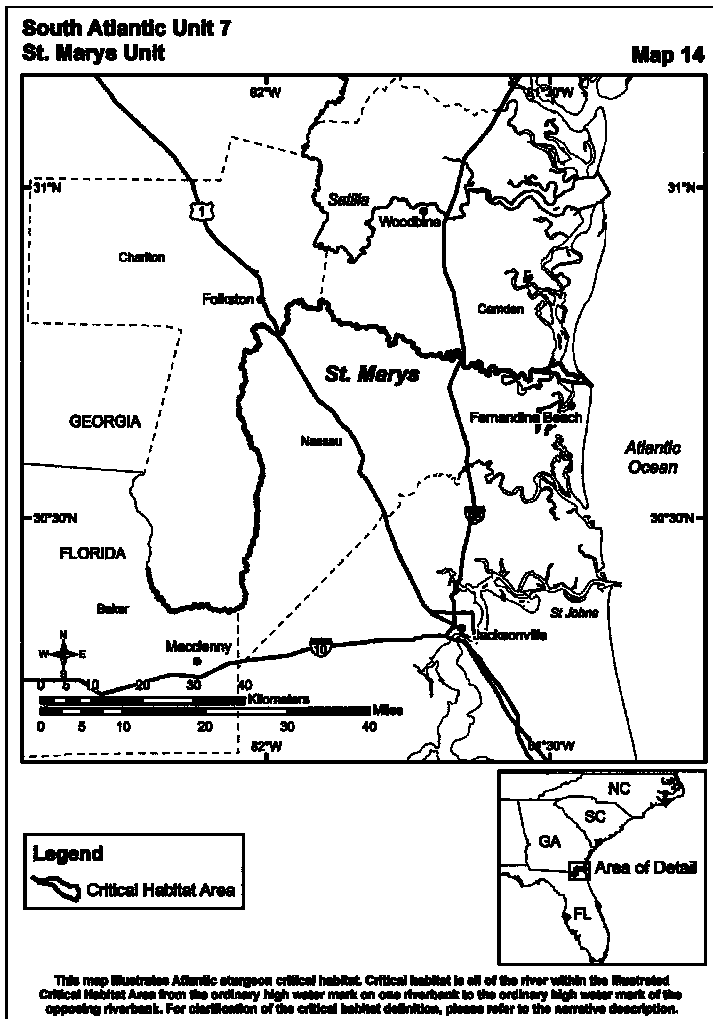 South Atlantic Unit 7
St. Marys Unit
Map 14
82°W
81°30'W
31°N
31°N
1
Satilla
Woodbine
Charlton
Folkston
Camden
St. Marys
GEORGIA
Nassau
Fernandina Beach
Atlantic
Ocean
30°30'N
30°30'N
FLORIDA
Baker
St Johns
N
W E
S
Macclenny
10
Jacksonville
0 5 10 20 30 40
Kilometers
Miles
0 5 10 20 30 40
82°W
81°30'W
NC
SC
GA
Area of Detail
FL
Legend
Critical Habitat Area
This map illustrates Atlantic sturgeon critical habitat. Critical habitat is all of the river within the illustrated
Critical Habitat Area from the ordinary high water mark on one riverbank to the ordinary high water mark of the
opposing riverbank. For clarification of the critical habitat definition, please refer to the narrative description.